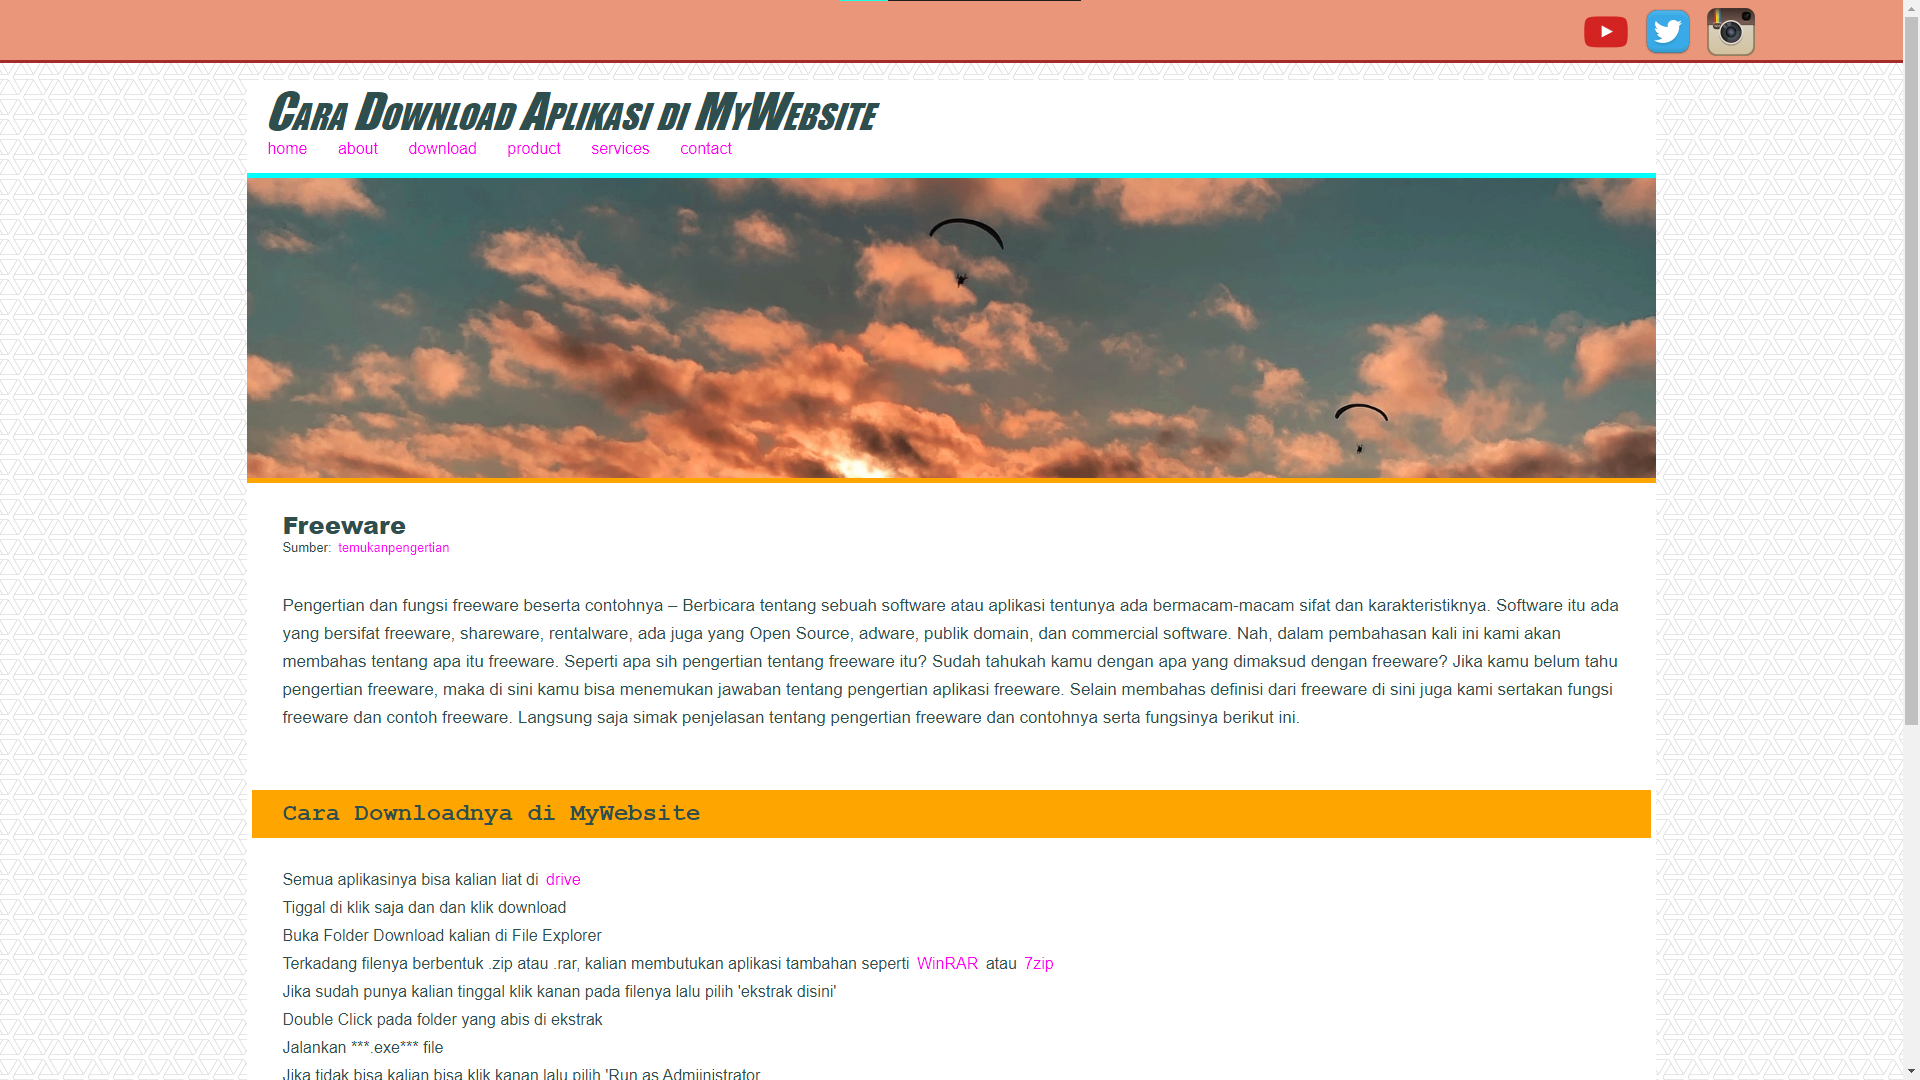 Cara Download Aplikasi di MyWebsite
home about download product services contact
Freeware
Sumber: temukanpengertian
Pengertian dan fungsi freeware beserta contohnya – Berbicara tentang sebuah software atau aplikasi tentunya ada bermacam-macam sifat dan karakteristiknya. Software itu ada
yang bersifat freeware, shareware, rentalware, ada juga yang Open Source, adware, publik domain, dan commercial software. Nah, dalam pembahasan kali ini kami akan
membahas tentang apa itu freeware. Seperti apa sih pengertian tentang freeware itu? Sudah tahukah kamu dengan apa yang dimaksud dengan freeware? Jika kamu belum tahu
pengertian freeware, maka di sini kamu bisa menemukan jawaban tentang pengertian aplikasi freeware. Selain membahas definisi dari freeware di sini juga kami sertakan fungsi
freeware dan contoh freeware. Langsung saja simak penjelasan tentang pengertian freeware dan contohnya serta fungsinya berikut ini.
Cara Downloadnya di MyWebsite
Semua aplikasinya bisa kalian liat di drive
Tiggal di klik saja dan dan klik download
Buka Folder Download kalian di File Explorer
Terkadang filenya berbentuk .zip atau .rar, kalian membutukan aplikasi tambahan seperti WinRAR atau 7zip
Jika sudah punya kalian tinggal klik kanan pada filenya lalu pilih 'ekstrak disini'
Double Click pada folder yang abis di ekstrak
Jalankan ***.exe*** file
Jika tidak bisa kalian bisa klik kanan lalu pilih 'Run as Admiinistrator